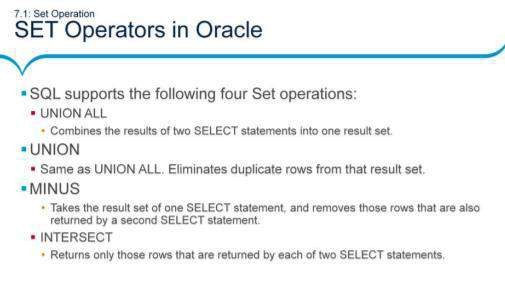 7.1: Set Operation
SET Operators in Oracle
SQL supports the following four Set operations:
UNION ALL
Combines the results of two SELECT statements into one result set.
UNION
Same as UNION ALL. Eliminates duplicate rows from that result set.
MINUS
Takes the result set of one SELECT statement, and removes those rows that are also
returned by a second SELECT statement.
INTERSECT
Returns only those rows that are returned by each of two SELECT statements.